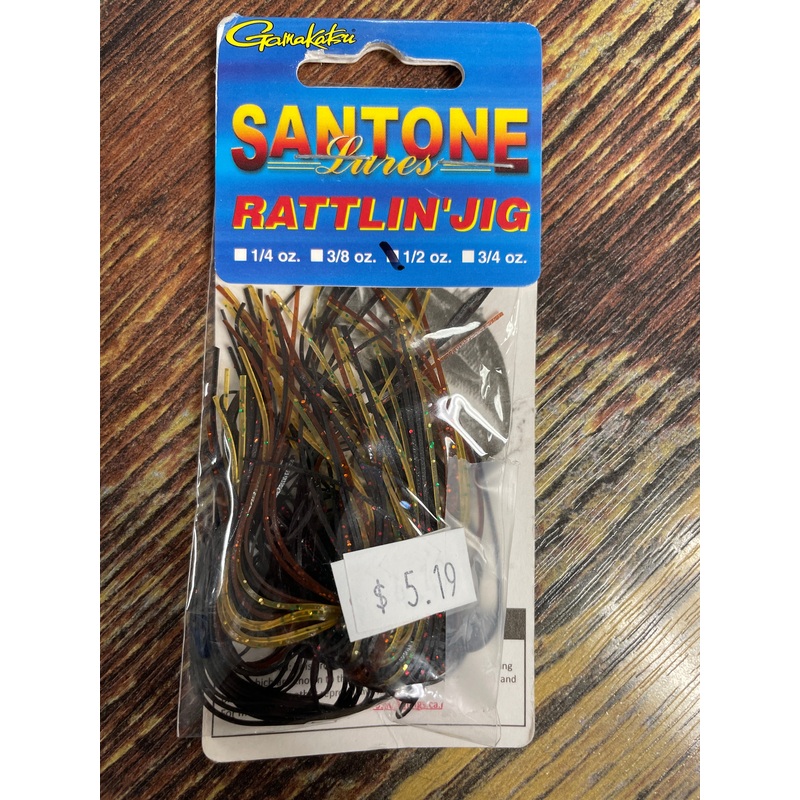 Gamakatsu
SANTONE
Lures
RATTLIN' JIG
1/4 oz. 3/8 oz. 1/2 oz. 3/4 oz.
$ 5.19
and